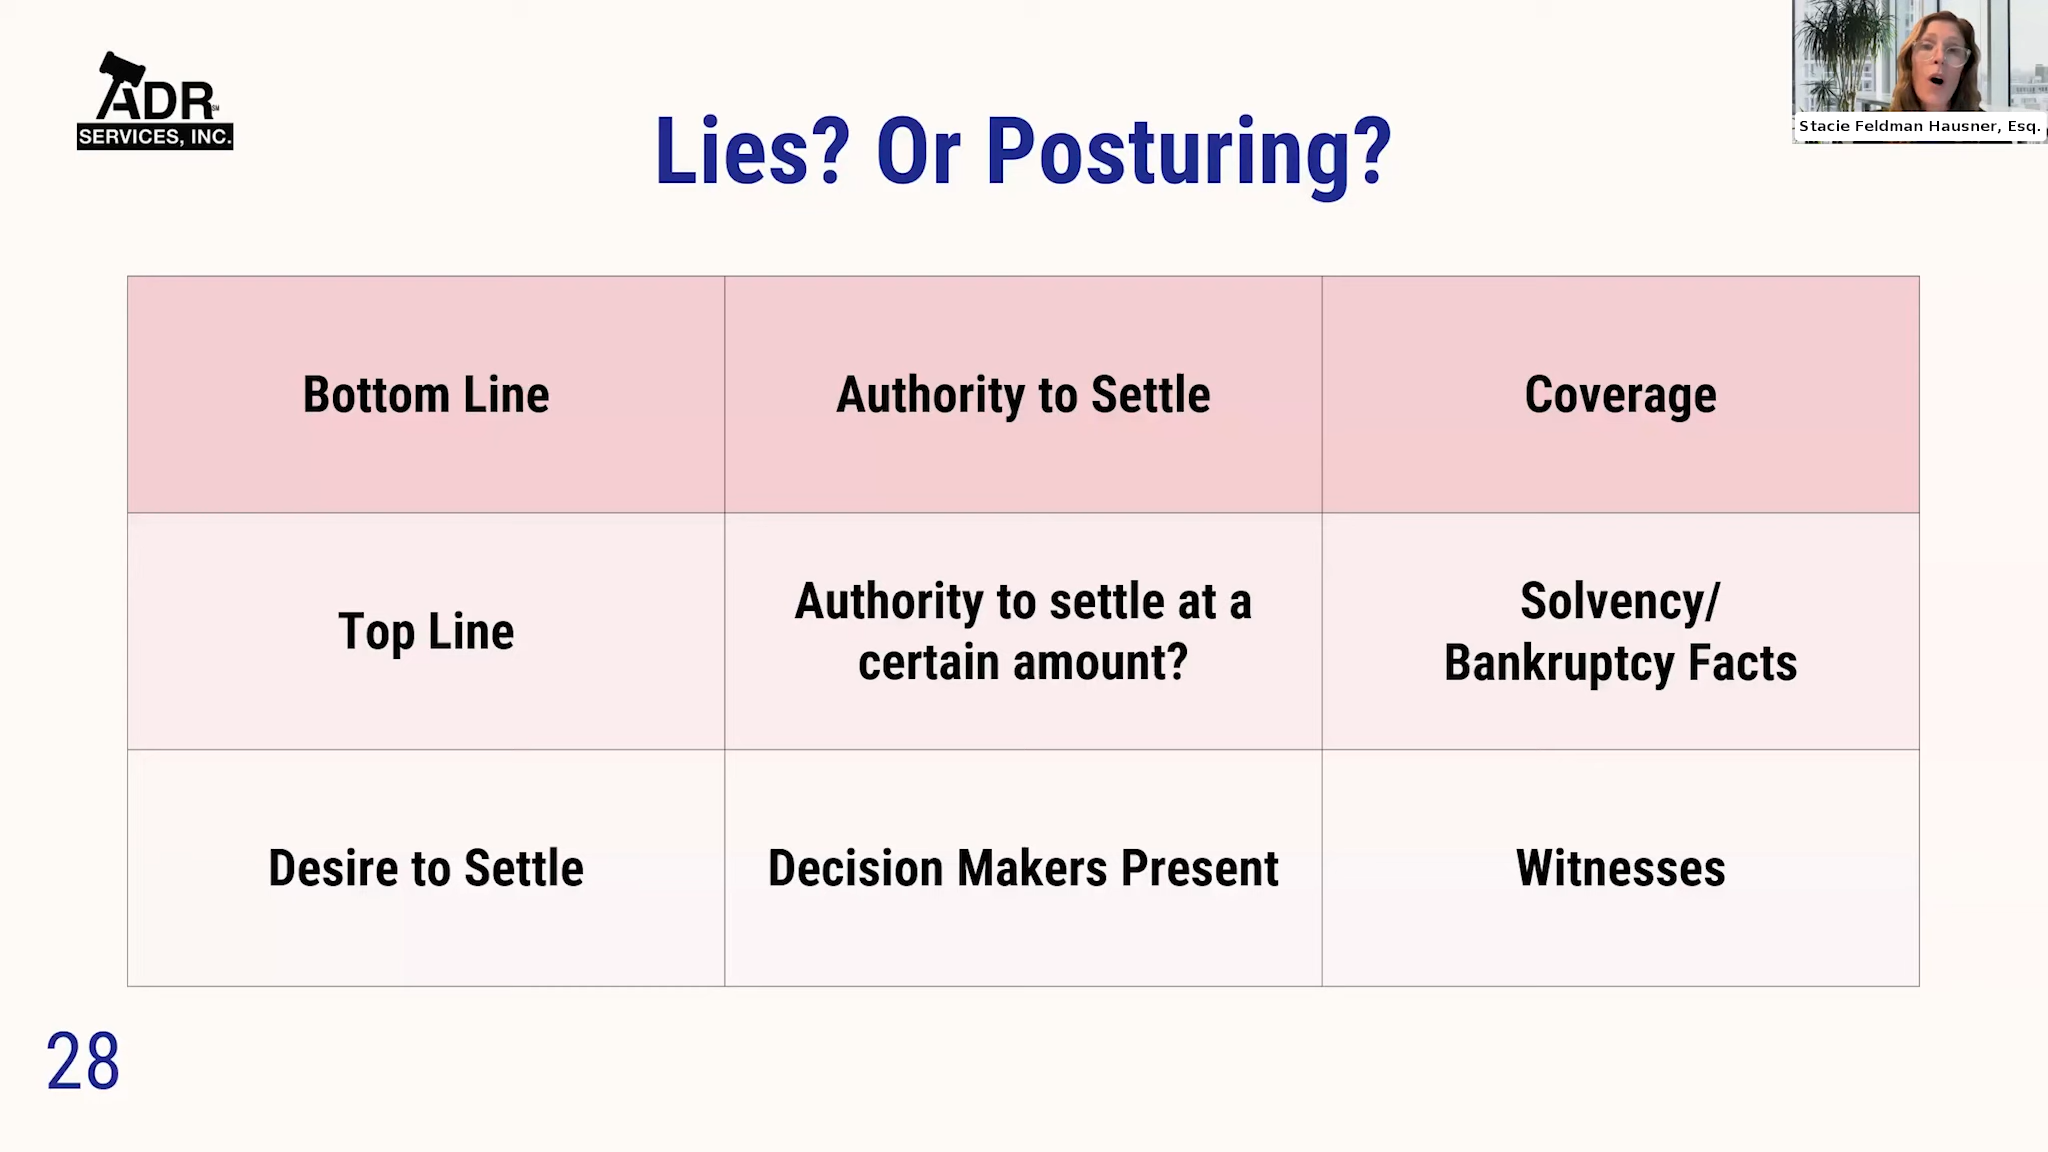 ADR SM
SERVICES, INC.
Stacie Feldman Hausner, Esq.
Lies? Or Posturing?
Bottom Line
Authority to Settle
Coverage
Top Line
Authority to settle at a
certain amount?
Solvency/
Bankruptcy Facts
Desire to Settle
Decision Makers Present
Witnesses
28